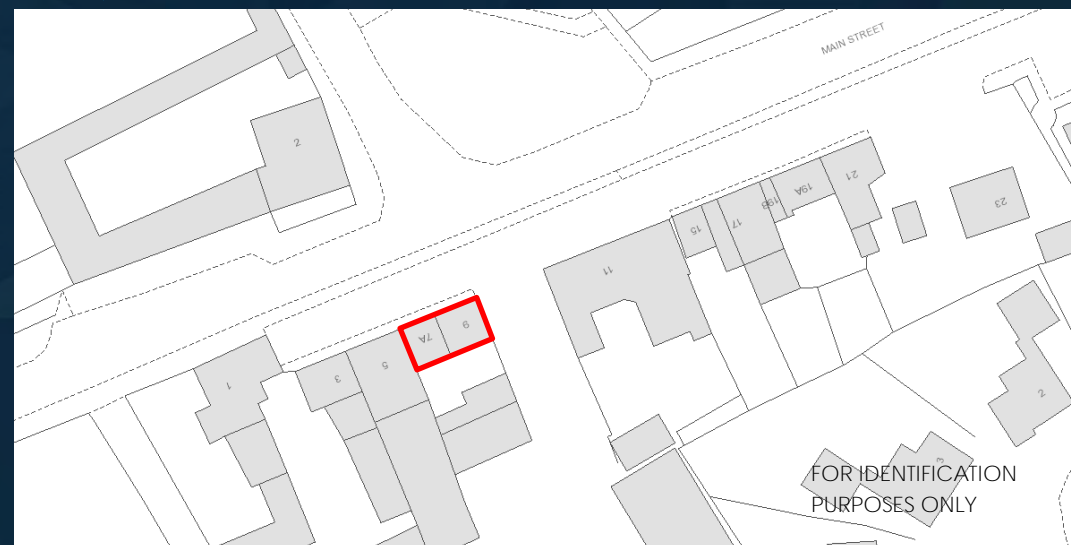 MAIN STREET
2
21
19A
19B
17
15
23
11
9
7A
5
3
1
2
3
FOR IDENTIFICATION
PURPOSES ONLY